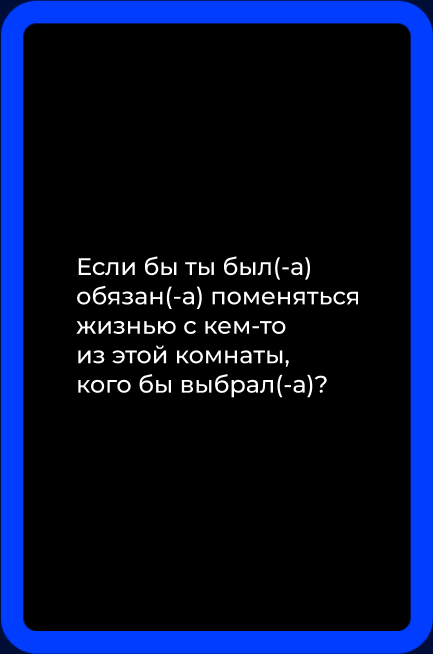 Если бы ты был(-а)
обязан(-а) поменяться
жизнью с кем-то
из этой комнаты,
кого бы выбрал(-а)?